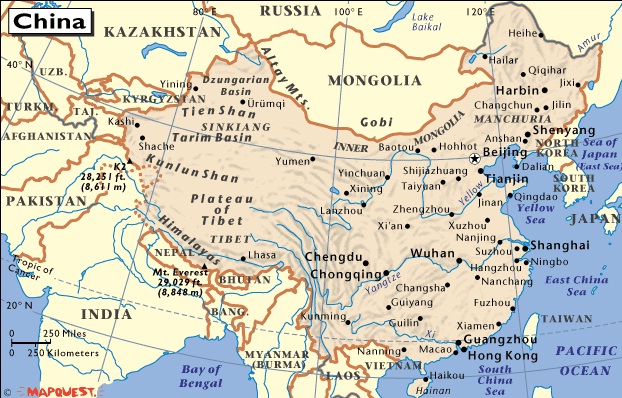 China
80°E
RUSSIA
100°E
Lake
Baikal
120°E
Amur
KAZAKHSTAN
Heihe
40°N
UZB.
Yining
Dzungarian
Basin
Altay Mts.
MONGOLIA
Hailar
Qiqihar
Harbin
Jixi
TURKM.
TAJ.
KYRGYZSTAN
Tien Shan
Ürümqi
Gobi
Changchun
Jilin
MANCHURIA
AFGHANISTAN
Kashi
SINKIANG
Tarim Basin
Shache
INNER MONGOLIA
Baotou
Hohhot
Anshan
Shenyang
Beijing
NORTH
KOREA
Sea of
Japan
(East Sea)
K2
28,251 ft.
(8,611 m)
Kunlun Shan
Yumen
Yinchuan
Shijiazhuang
Tianjin
Dalian
SOUTH
KOREA
PAKISTAN
Plateau
of
Tibet
Xining
Taiyuan
Yellow
Jinan
Qingdao
Lanzhou
Zhengzhou
Yellow
Sea
JAPAN
Himalayas
TIBET
Xi'an
Xuzhou
Nanjing
NEPAL
Lhasa
Chengdu
Wuhan
Suzhou
Shanghai
Tropic of
Cancer
Mt. Everest
29,029 ft.
(8,848 m)
BHUTAN
Chongqing
Yangtze
Hangzhou
Ningbo
Changsha
Nanchang
East China
Sea
20°N
INDIA
BANG.
Guiyang
Fuzhou
Kunming
Guilin
Xi
Xiamen
TAIWAN
0 250 Miles
0 250 Kilometers
MYANMAR
(BURMA)
Nanning
Guangzhou
Macao
Hong Kong
PACIFIC
OCEAN
Bay of
Bengal
LAOS
VIETNAM
Haikou
Hainan
South
China
Sea
© MAPQUEST.